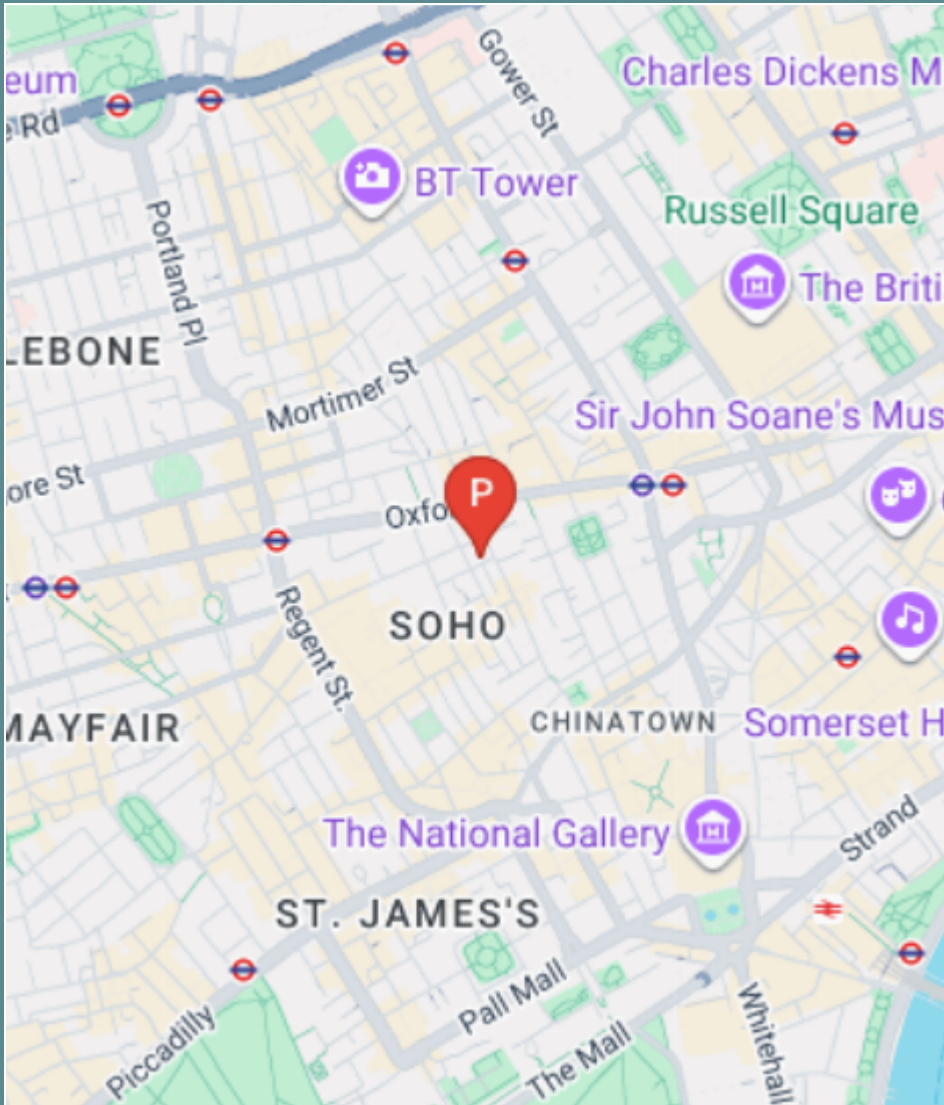 Gower St
eum
Charles Dickens M
e Rd
BT Tower
Russell Square
Portland Pl
The Briti
LEBONE
Mortimer St
Sir John Soane's Mus
ore St
P
Oxfo
SOHO
Regent St.
MAYFAIR
CHINATOWN
Somerset H
The National Gallery
Strand
ST. JAMES'S
Pall Mall
Piccadilly
The Mall
Whitehall